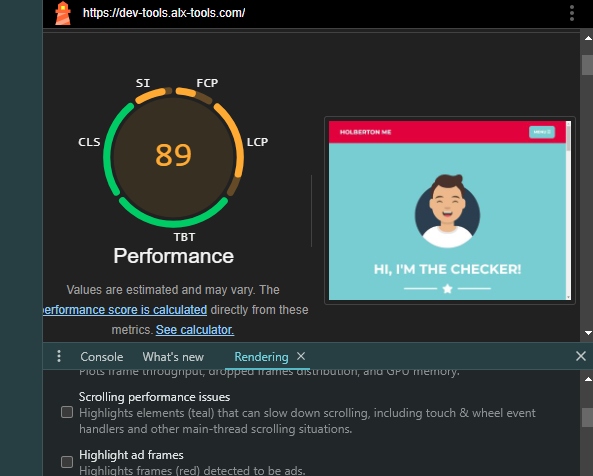 https://dev-tools.alx-tools.com/
SI
FCP
CLS
89
LCP
TBT
Performance
Values are estimated and may vary. The
performance score is calculated directly from these
metrics. See calculator.
HOLBERTON ME
HI, I'M THE CHECKER!
Console
What's new
Rendering
Plots frame throughput, dropped frames distribution, and GPU memory.
Scrolling performance issues
Highlights elements (teal) that can slow down scrolling, including touch & wheel event
handlers and other main-thread scrolling situations.
Highlight ad frames
Highlights frames (red) detected to be ads.